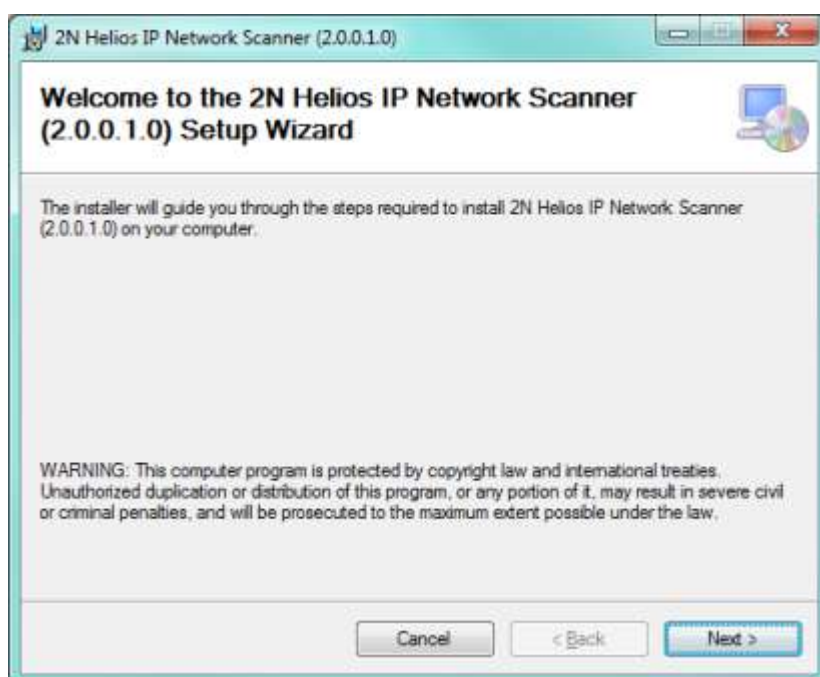 2N Helios IP Network Scanner (2.0.0.1.0)
Welcome to the 2N Helios IP Network Scanner
(2.0.0.1.0) Setup Wizard
The installer will guide you through the steps required to install 2N Helios IP Network Scanner
(2.0.0.1.0) on your computer.
WARNING: This computer program is protected by copyright law and international treaties.
Unauthorized duplication or distribution of this program, or any portion of it, may result in severe civil
or criminal penalties, and will be prosecuted to the maximum extent possible under the law.
Cancel
< Back
Next >